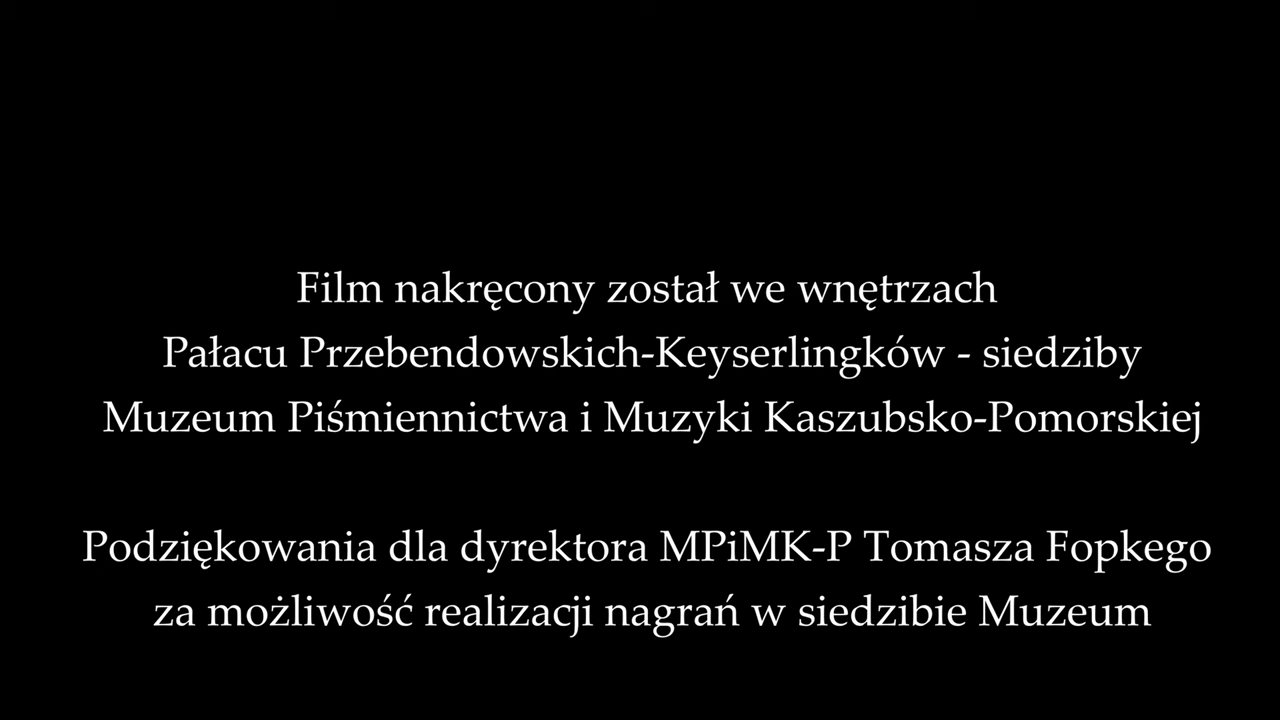 Film nakręcony został we wnętrzach
Pałacu Przebendowskich-Keyserlingków - siedziby
Muzeum Piśmiennictwa i Muzyki Kaszubsko-Pomorskiej
Podziękowania dla dyrektora MPiMK-P Tomasza Fopkego
za możliwość realizacji nagrań w siedzibie Muzeum